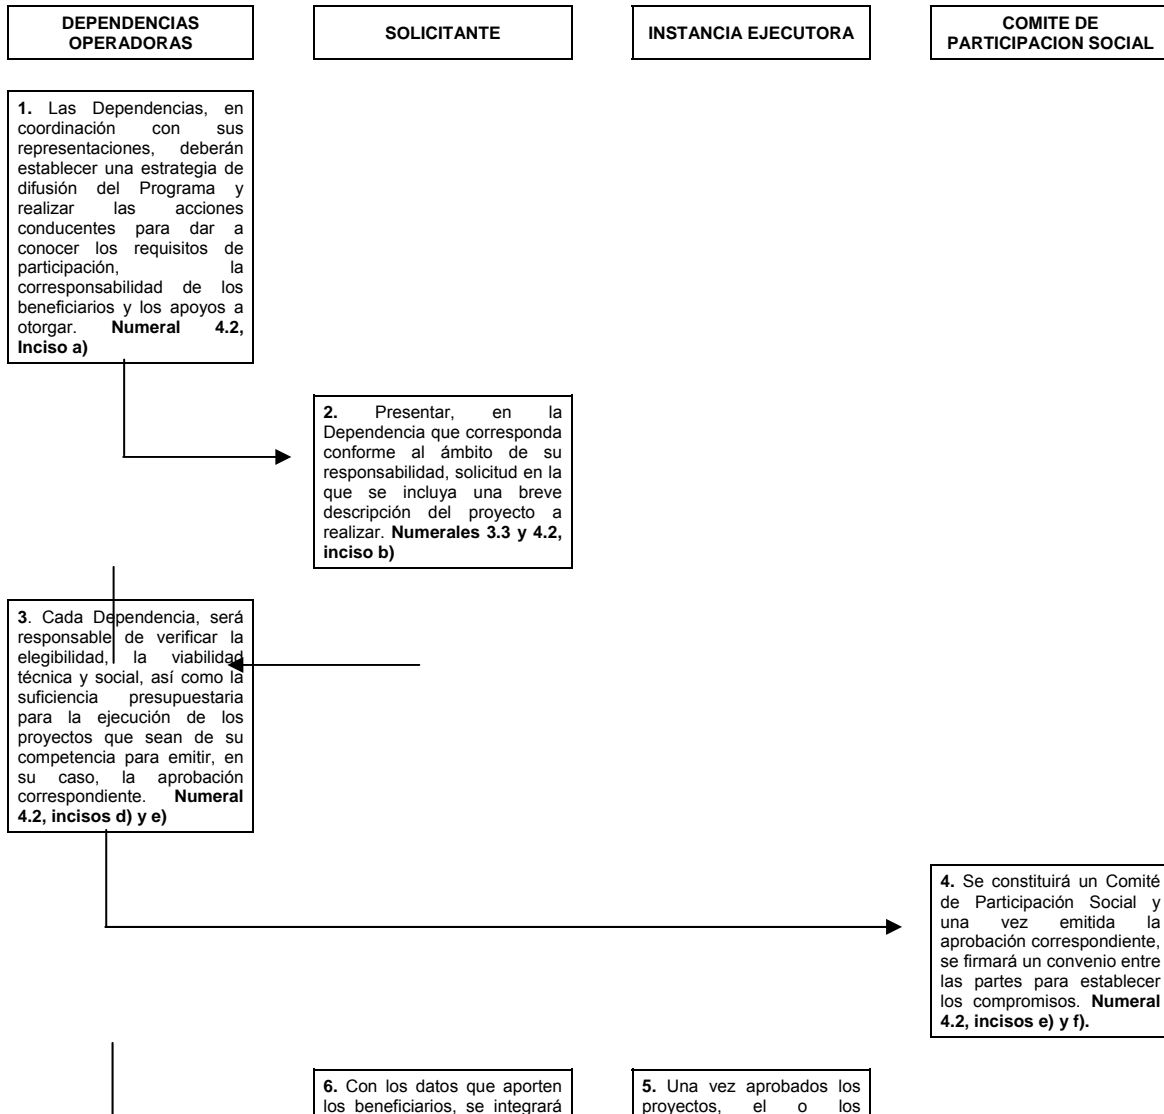 DEPENDENCIAS
OPERADORAS
SOLICITANTE
INSTANCIA EJECUTORA
COMITE DE
PARTICIPACION SOCIAL
1. Las Dependencias, en
coordinación con sus
representaciones, deberán
establecer una estrategia de
difusión del Programa y
realizar las acciones
conducentes para dar a
conocer los requisitos de
participación, la
corresponsabilidad de los
beneficiarios y los apoyos a
otorgar. Numeral 4.2,
Inciso a)
2. Presentar, en la
Dependencia que corresponda
conforme al ámbito de su
responsabilidad, solicitud en la
que se incluya una breve
descripción del proyecto a
realizar. Numerales 3.3 y 4.2,
inciso b)
3. Cada Dependencia, será
responsable de verificar la
elegibilidad, la viabilidad
técnica y social, así como la
suficiencia presupuestaria
para la ejecución de los
proyectos que sean de su
competencia para emitir, en
su caso, la aprobación
correspondiente. Numeral
4.2, incisos d) y e)
4. Se constituirá un Comité
de Participación Social y
una vez emitida la
aprobación correspondiente,
se firmará un convenio entre
las partes para establecer
los compromisos. Numeral
4.2, incisos e) y f).
6. Con los datos que aporten
los beneficiarios, se integrará
5. Una vez aprobados los
proyectos, el o los